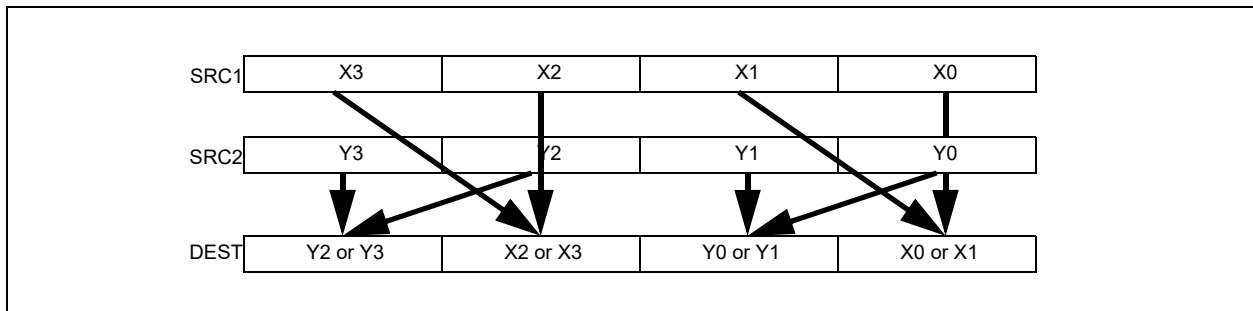 SRC1 X3 X2 X1 X0
SRC2 Y3 Y2 Y1 Y0
DEST Y2 or Y3 X2 or X3 Y0 or Y1 X0 or X1